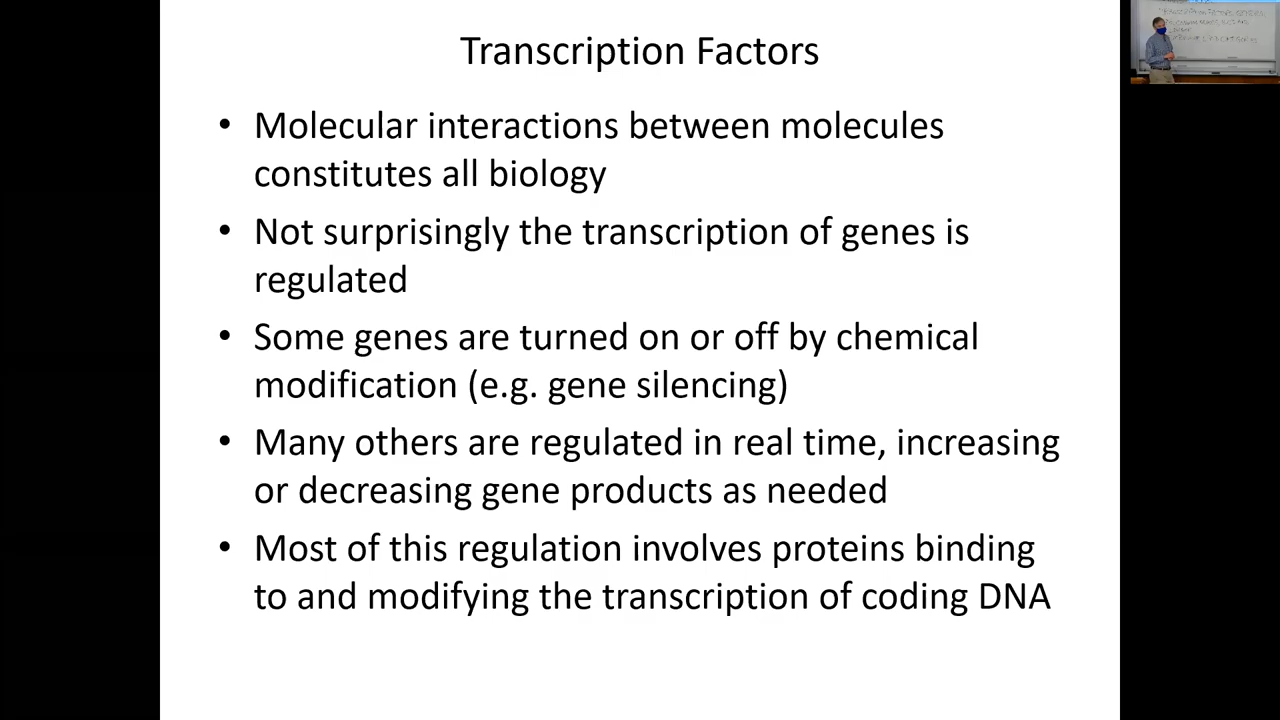 Transcription Factors
• Molecular interactions between molecules
constitutes all biology
• Not surprisingly the transcription of genes is
regulated
• Some genes are turned on or off by chemical
modification (e.g. gene silencing)
• Many others are regulated in real time, increasing
or decreasing gene products as needed
• Most of this regulation involves proteins binding
to and modifying the transcription of coding DNA